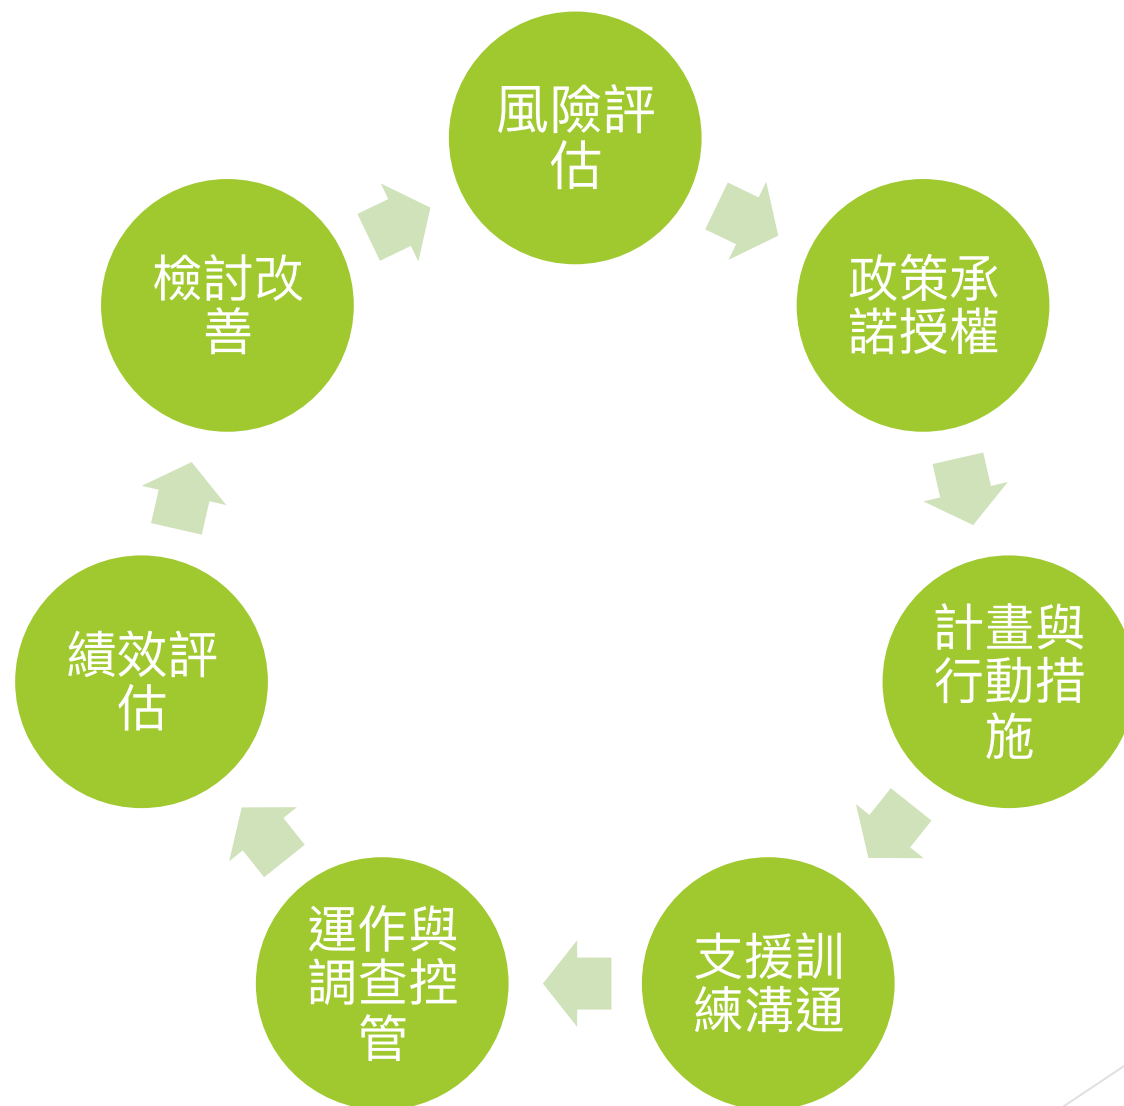 風險評
估
政策承
諾授權
計畫與
行動措
施
支援訓
練溝通
運作與
調查控
管
績效評
估
檢討改
善